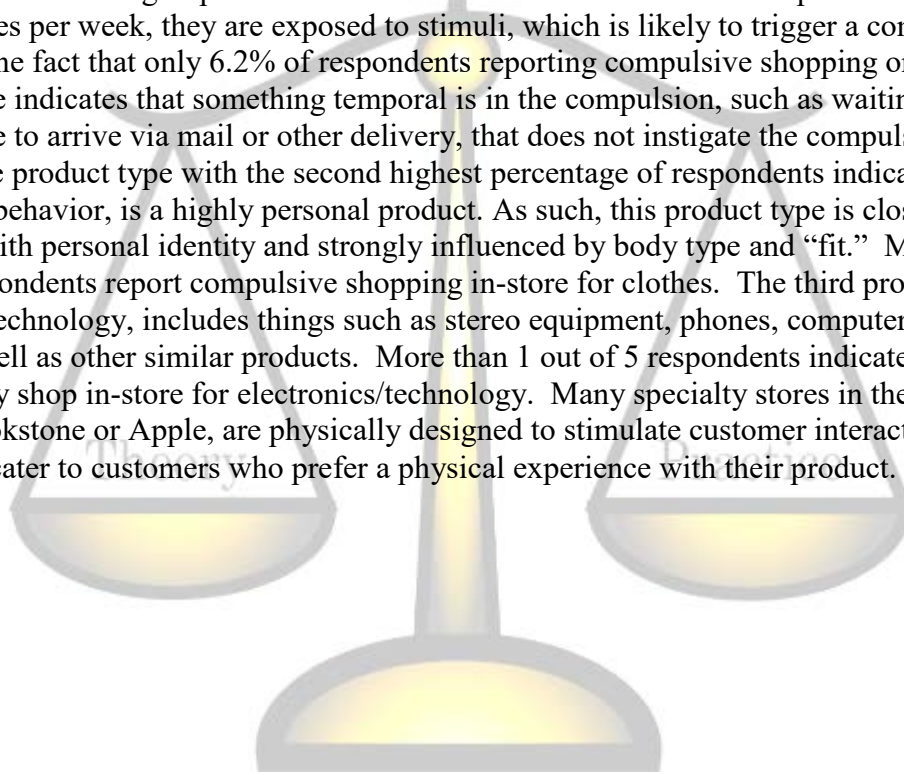 es per week, they are exposed to stimuli, which is likely to trigger a co
he fact that only 6.2% of respondents reporting compulsive shopping o
e indicates that something temporal is in the compulsion, such as waitin
e to arrive via mail or other delivery, that does not instigate the compuls
e product type with the second highest percentage of respondents indica
behavior, is a highly personal product. As such, this product type is clos
ith personal identity and strongly influenced by body type and “fit.” M
ondents report compulsive shopping in-store for clothes. The third pro
echnology, includes things such as stereo equipment, phones, computer
ell as other similar products. More than 1 out of 5 respondents indicate
y shop in-store for electronics/technology. Many specialty stores in the
okstone or Apple, are physically designed to stimulate customer interact
cater to customers who prefer a physical experience with their product.
Theory Practice